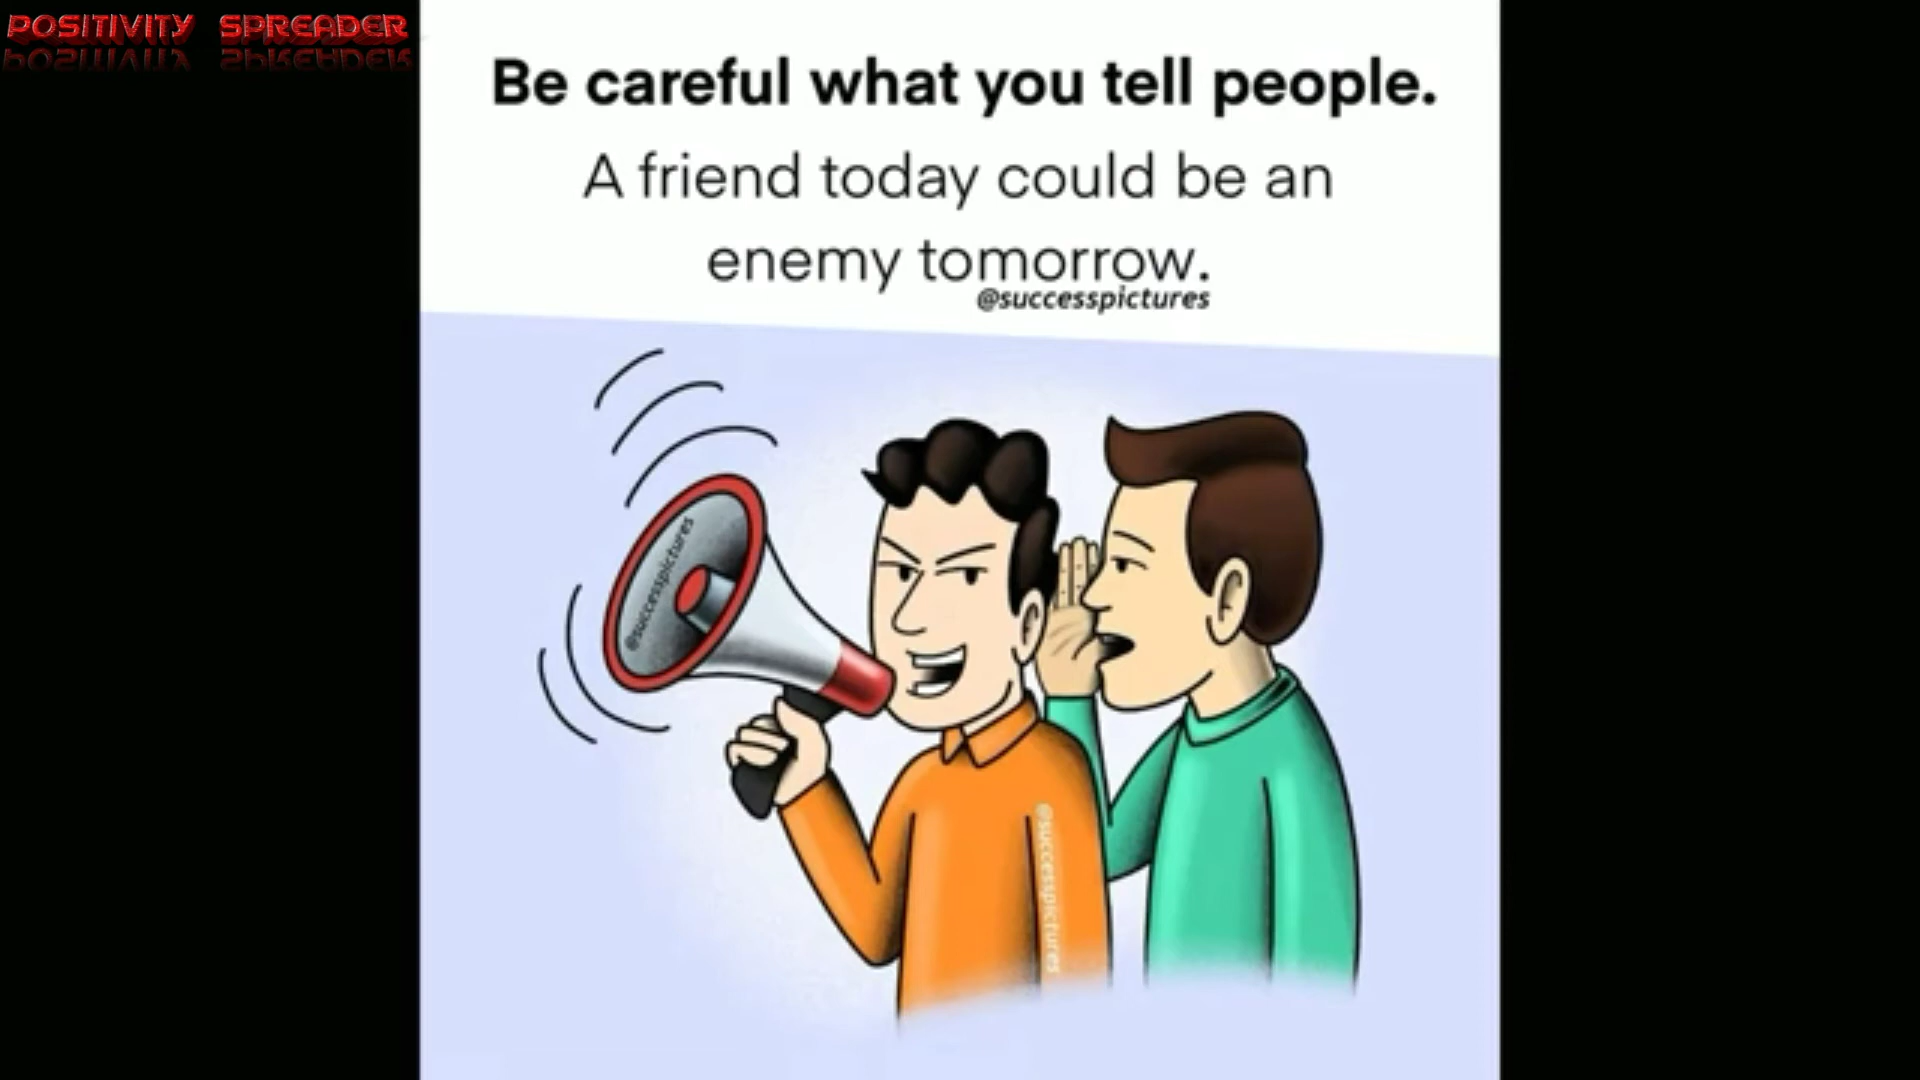 POSITIVITY SPREADER
Be careful what you tell people.
A friend today could be an
enemy tomorrow.
@successpictures
@successpictures
@successpictures